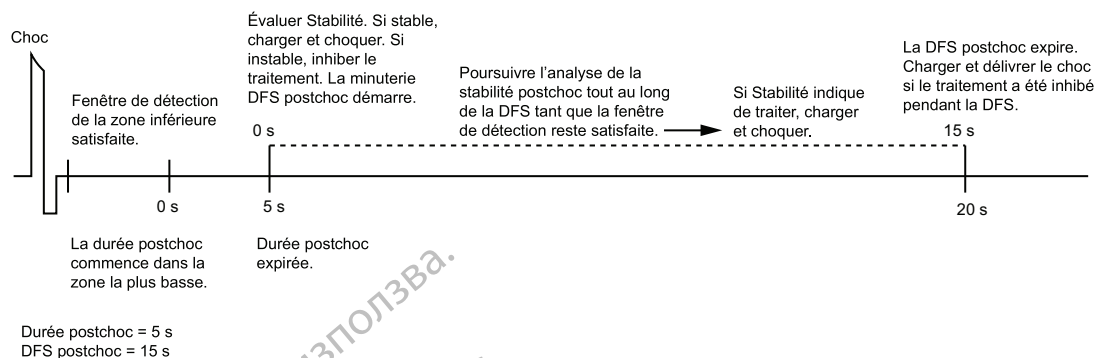 Choc
Évaluer Stabilité. Si stable,
charger et choquer. Si
instable, inhiber le
traitement. La minuterie
DFS postchoc démarre.
Fenêtre de détection
de la zone inférieure
satisfaite.
Poursuivre l'analyse de la
stabilité postchoc tout au long
de la DFS tant que la fenêtre
de détection reste satisfaite.
Si Stabilité indique
de traiter, charger
et choquer.
La DFS postchoc expire.
Charger et délivrer le choc
si le traitement a été inhibé
pendant la DFS.
0 s
15 s
0 s
5 s
20 s
La durée postchoc
commence dans la
zone la plus basse.
Durée postchoc
expirée.
Durée postchoc = 5 s
DFS postchoc = 15 s
използва.